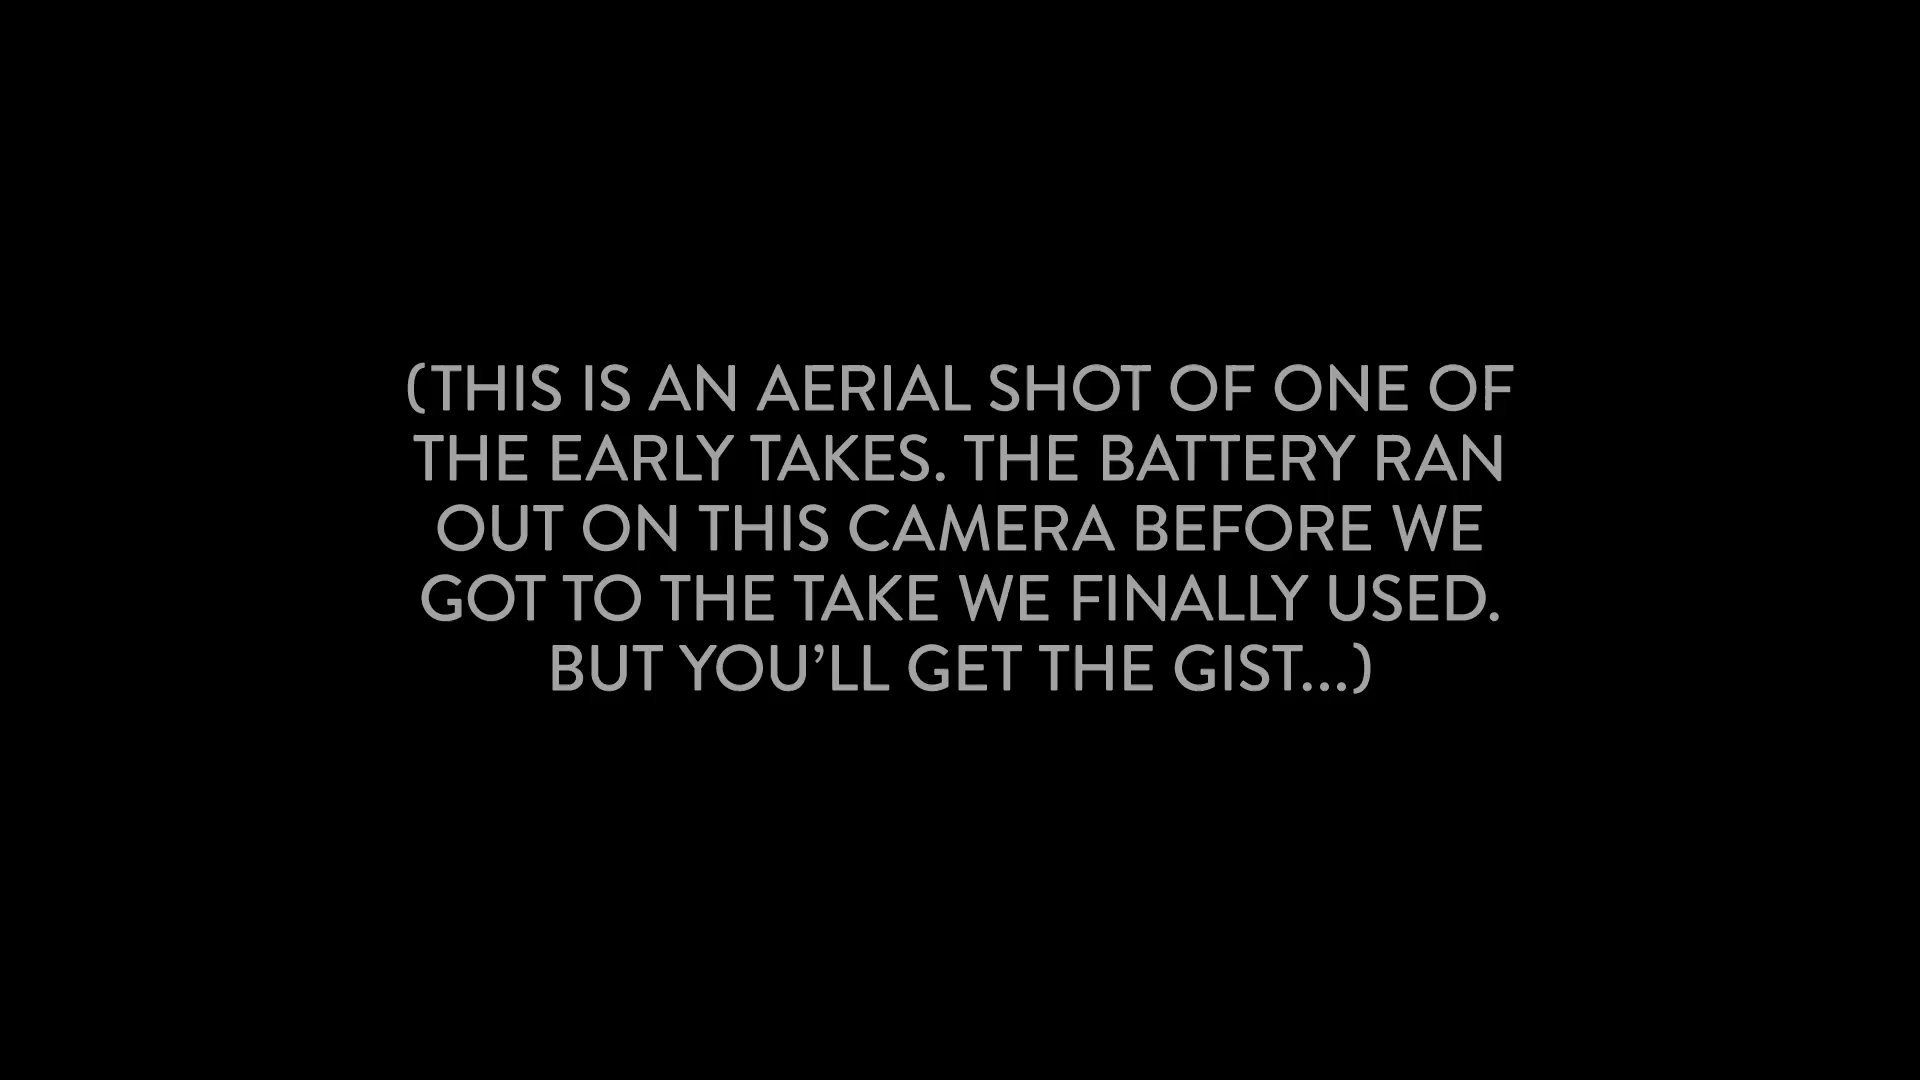 (THIS IS AN AERIAL SHOT OF ONE OF
THE EARLY TAKES. THE BATTERY RAN
OUT ON THIS CAMERA BEFORE WE
GOT TO THE TAKE WE FINALLY USED.
BUT YOU’LL GET THE GIST...)